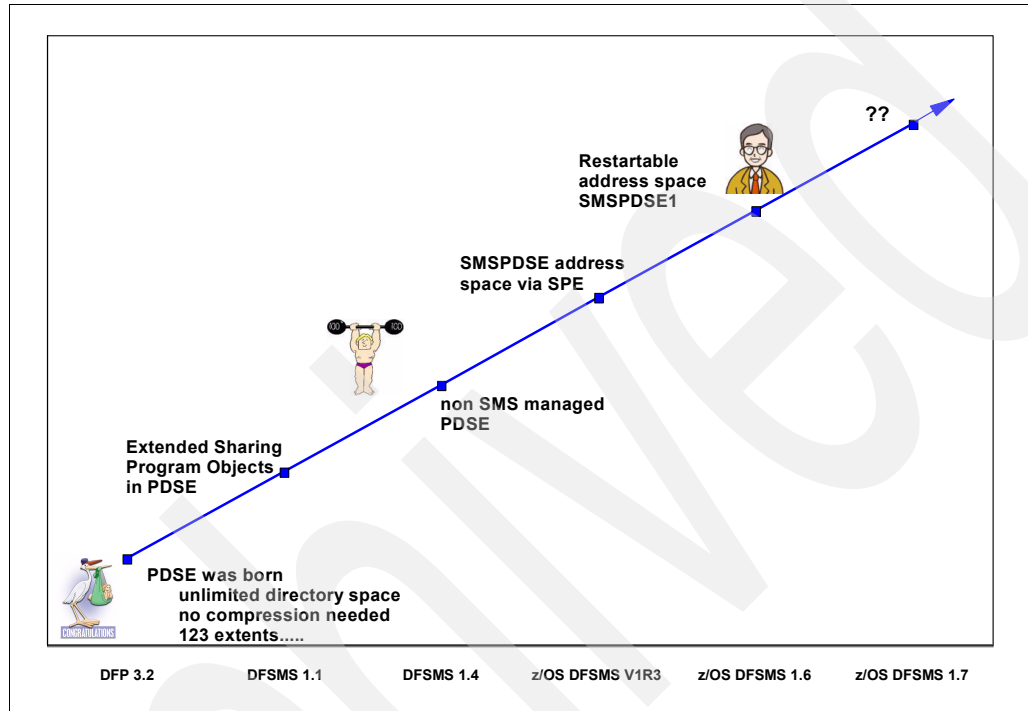 ??
Restartable
address space
SMSPDSE1
SMSPDSE address
space via SPE
100
100
non SMS managed
PDSE
Extended Sharing
Program Objects
in PDSE
PDSE was born
unlimited directory space
no compression needed
123 extents.....
CONGRATULATIONS
DFP 3.2
DFSMS 1.1
DFSMS 1.4
z/OS DFSMS V1R3
z/OS DFSMS 1.6
z/OS DFSMS 1.7